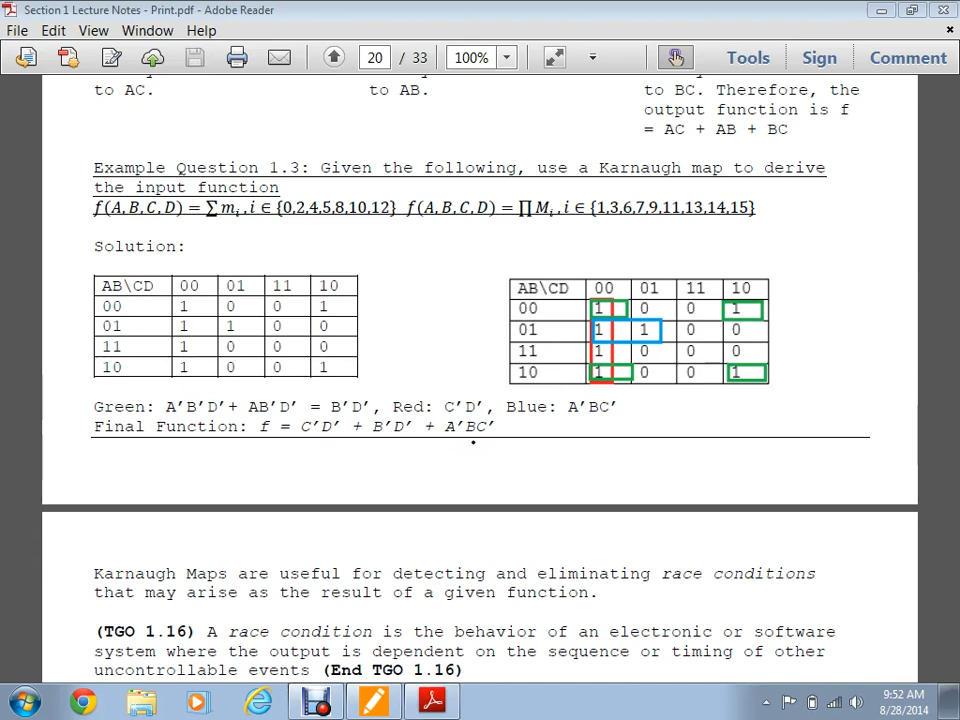 Section 1 Lecture Notes - Print.pdf - Adobe Reader
File Edit View Window Help
20 / 33 100% Tools Sign Comment
to AC. to AB. to BC. Therefore, the
output function is f
= AC + AB + BC
Example Question 1.3: Given the following, use a Karnaugh map to derive
the input function
f(A,B,C,D) = ∑ mᵢ , i ∈ {0,2,4,5,8,10,12} f(A,B,C,D) = ∏ Mᵢ , i ∈ {1,3,6,7,9,11,13,14,15}
Solution:
AB\CD 00 01 11 10
00 1 0 0 1
01 1 1 0 0
11 1 0 0 0
10 1 0 0 1
AB\CD 00 01 11 10
00 1 0 0 1
01 1 1 0 0
11 1 0 0 0
10 1 0 0 1
Green: A’B’D’+ AB’D’ = B’D’, Red: C’D’, Blue: A’BC’
Final Function: f = C’D’ + B’D’ + A’BC’
Karnaugh Maps are useful for detecting and eliminating race conditions
that may arise as the result of a given function.
(TGO 1.16) A race condition is the behavior of an electronic or software
system where the output is dependent on the sequence or timing of other
uncontrollable events (End TGO 1.16)
9:52 AM
8/28/2014